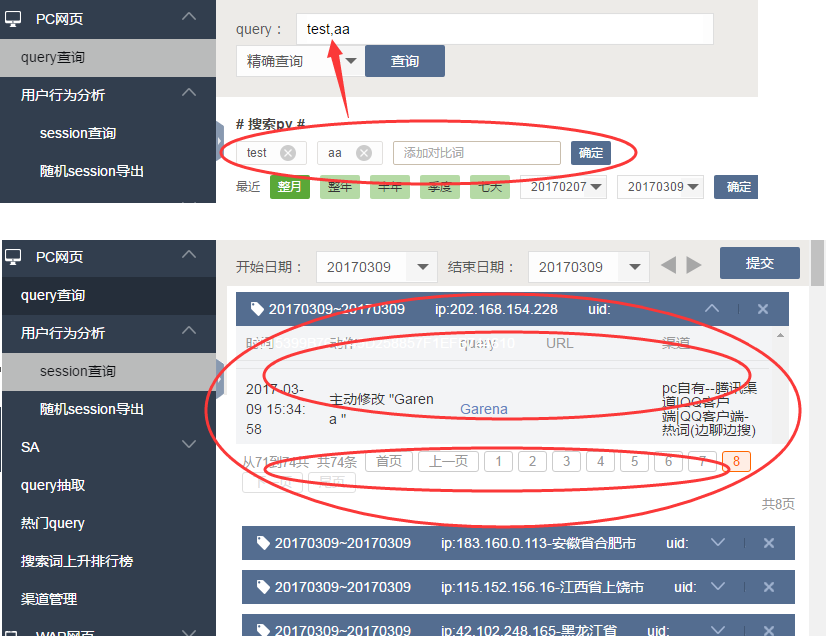 PC网页
query查询
用户行为分析
session查询
随机session导出
query：
test,aa
精确查询
查询
# 搜索pv #
test
aa
添加对比词
确定
最近
整月
整年
半年
季度
七天
20170207
20170309
确定
PC网页
query查询
用户行为分析
session查询
随机session导出
SA
query抽取
热门query
搜索词上升排行榜
渠道管理
WAP网页
开始日期：
20170309
结束日期：
20170309
提交
20170309~20170309 ip:202.168.154.228 uid:
时间 动作 query URL 渠道
2017-03-09 15:34:58
主动修改 "Garena "
Garena
pc自有--腾讯渠
道|QQ客户
端|QQ客户端-
热词(边聊边搜)
从71到74共 共74条 首页 上一页 1 2 3 4 5 6 7 8
下一页 尾页
共8页
20170309~20170309 ip:183.160.0.113-安徽省合肥市 uid:
20170309~20170309 ip:115.152.156.16-江西省上饶市 uid:
20170309~20170309 ip:42.102.248.165-黑龙江省 uid: